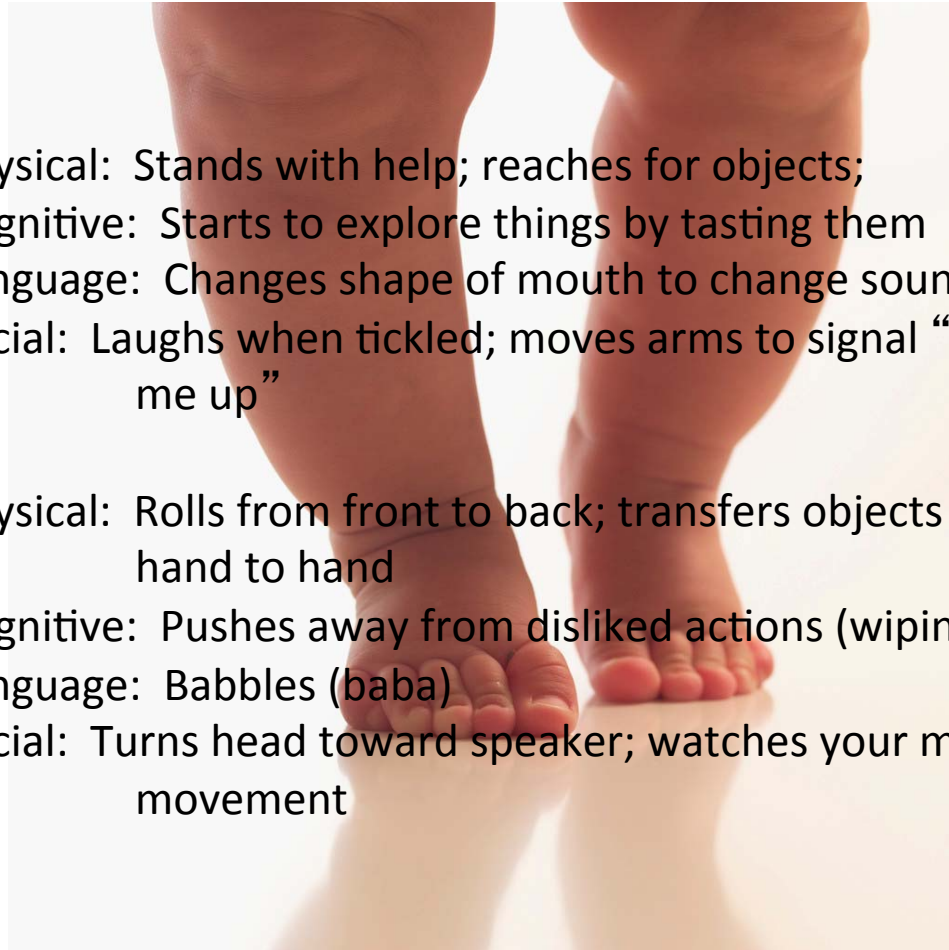 ysical: Stands with help; reaches for objects;
gnitive: Starts to explore things by tasting them
nguage: Changes shape of mouth to change soun
cial: Laughs when tickled; moves arms to signal “
me up”
ysical: Rolls from front to back; transfers objects
hand to hand
gnitive: Pushes away from disliked actions (wipin
nguage: Babbles (baba)
cial: Turns head toward speaker; watches your m
movement